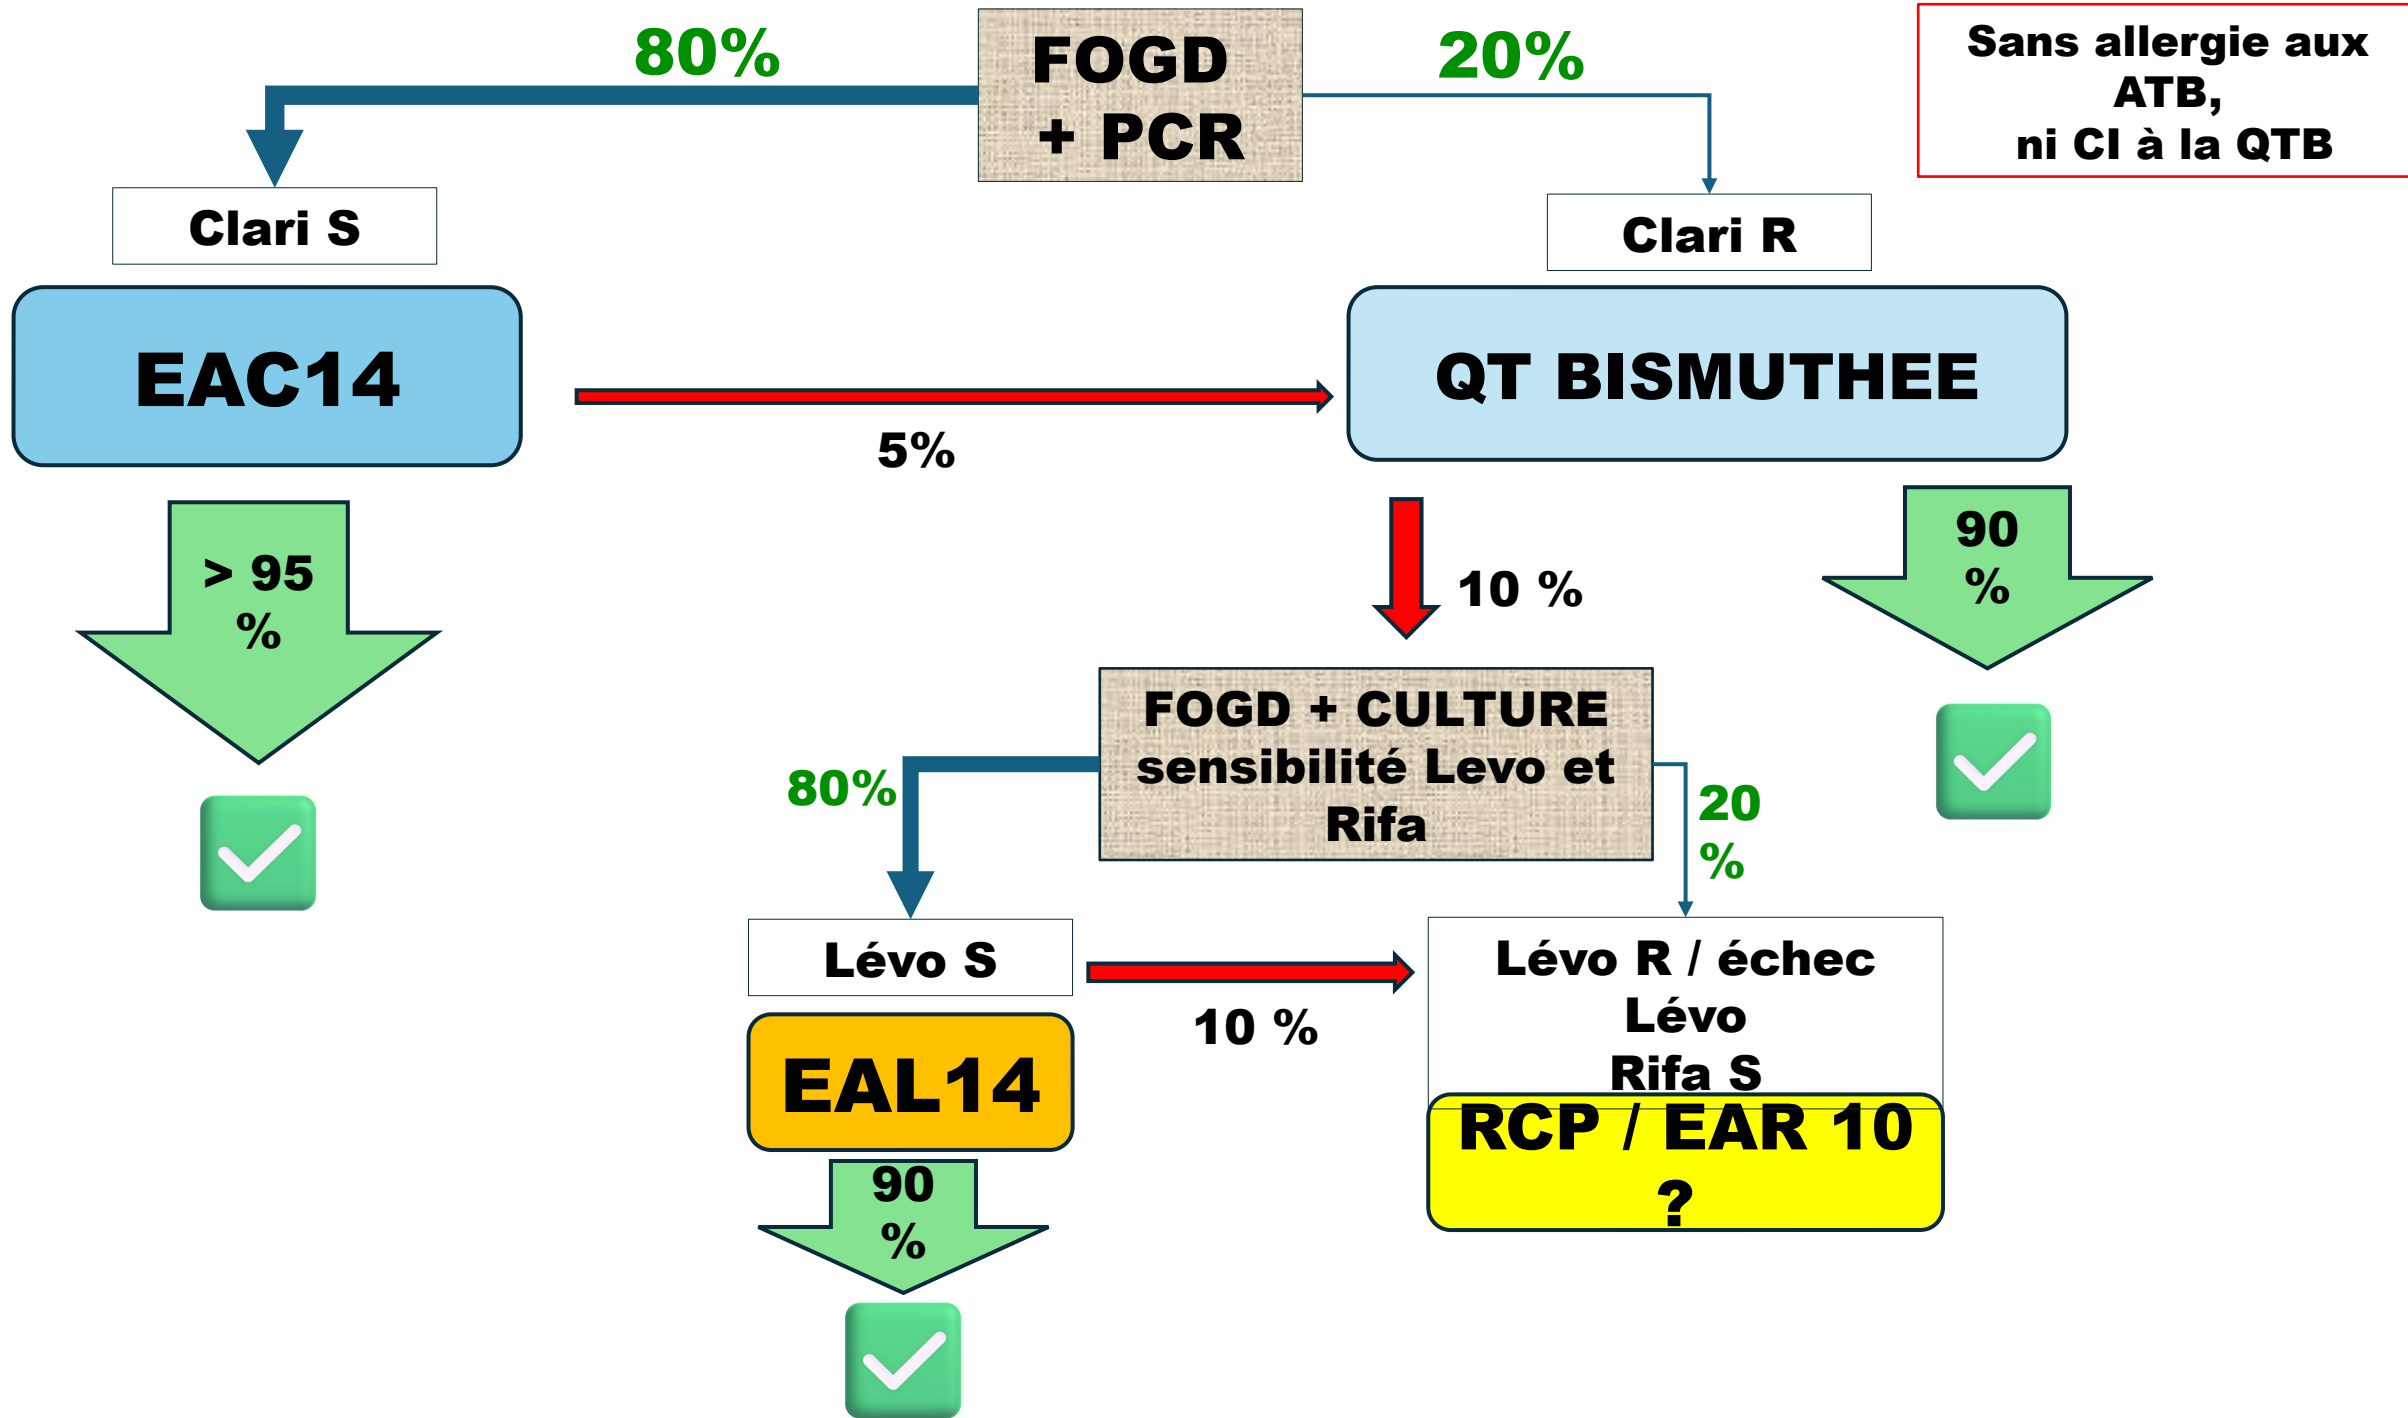 80%
FOGD
+ PCR
20%
Sans allergie aux
ATB,
ni CI à la QTB
Clari S
Clari R
EAC14
QT BISMUTHEE
5%
> 95
%
10 %
90
%
FOGD + CULTURE
sensibilité Levo et
Rifa
80%
20
%
Lévo S
10 %
Lévo R / échec
Lévo
Rifa S
EAL14
RCP / EAR 10
?
90
%